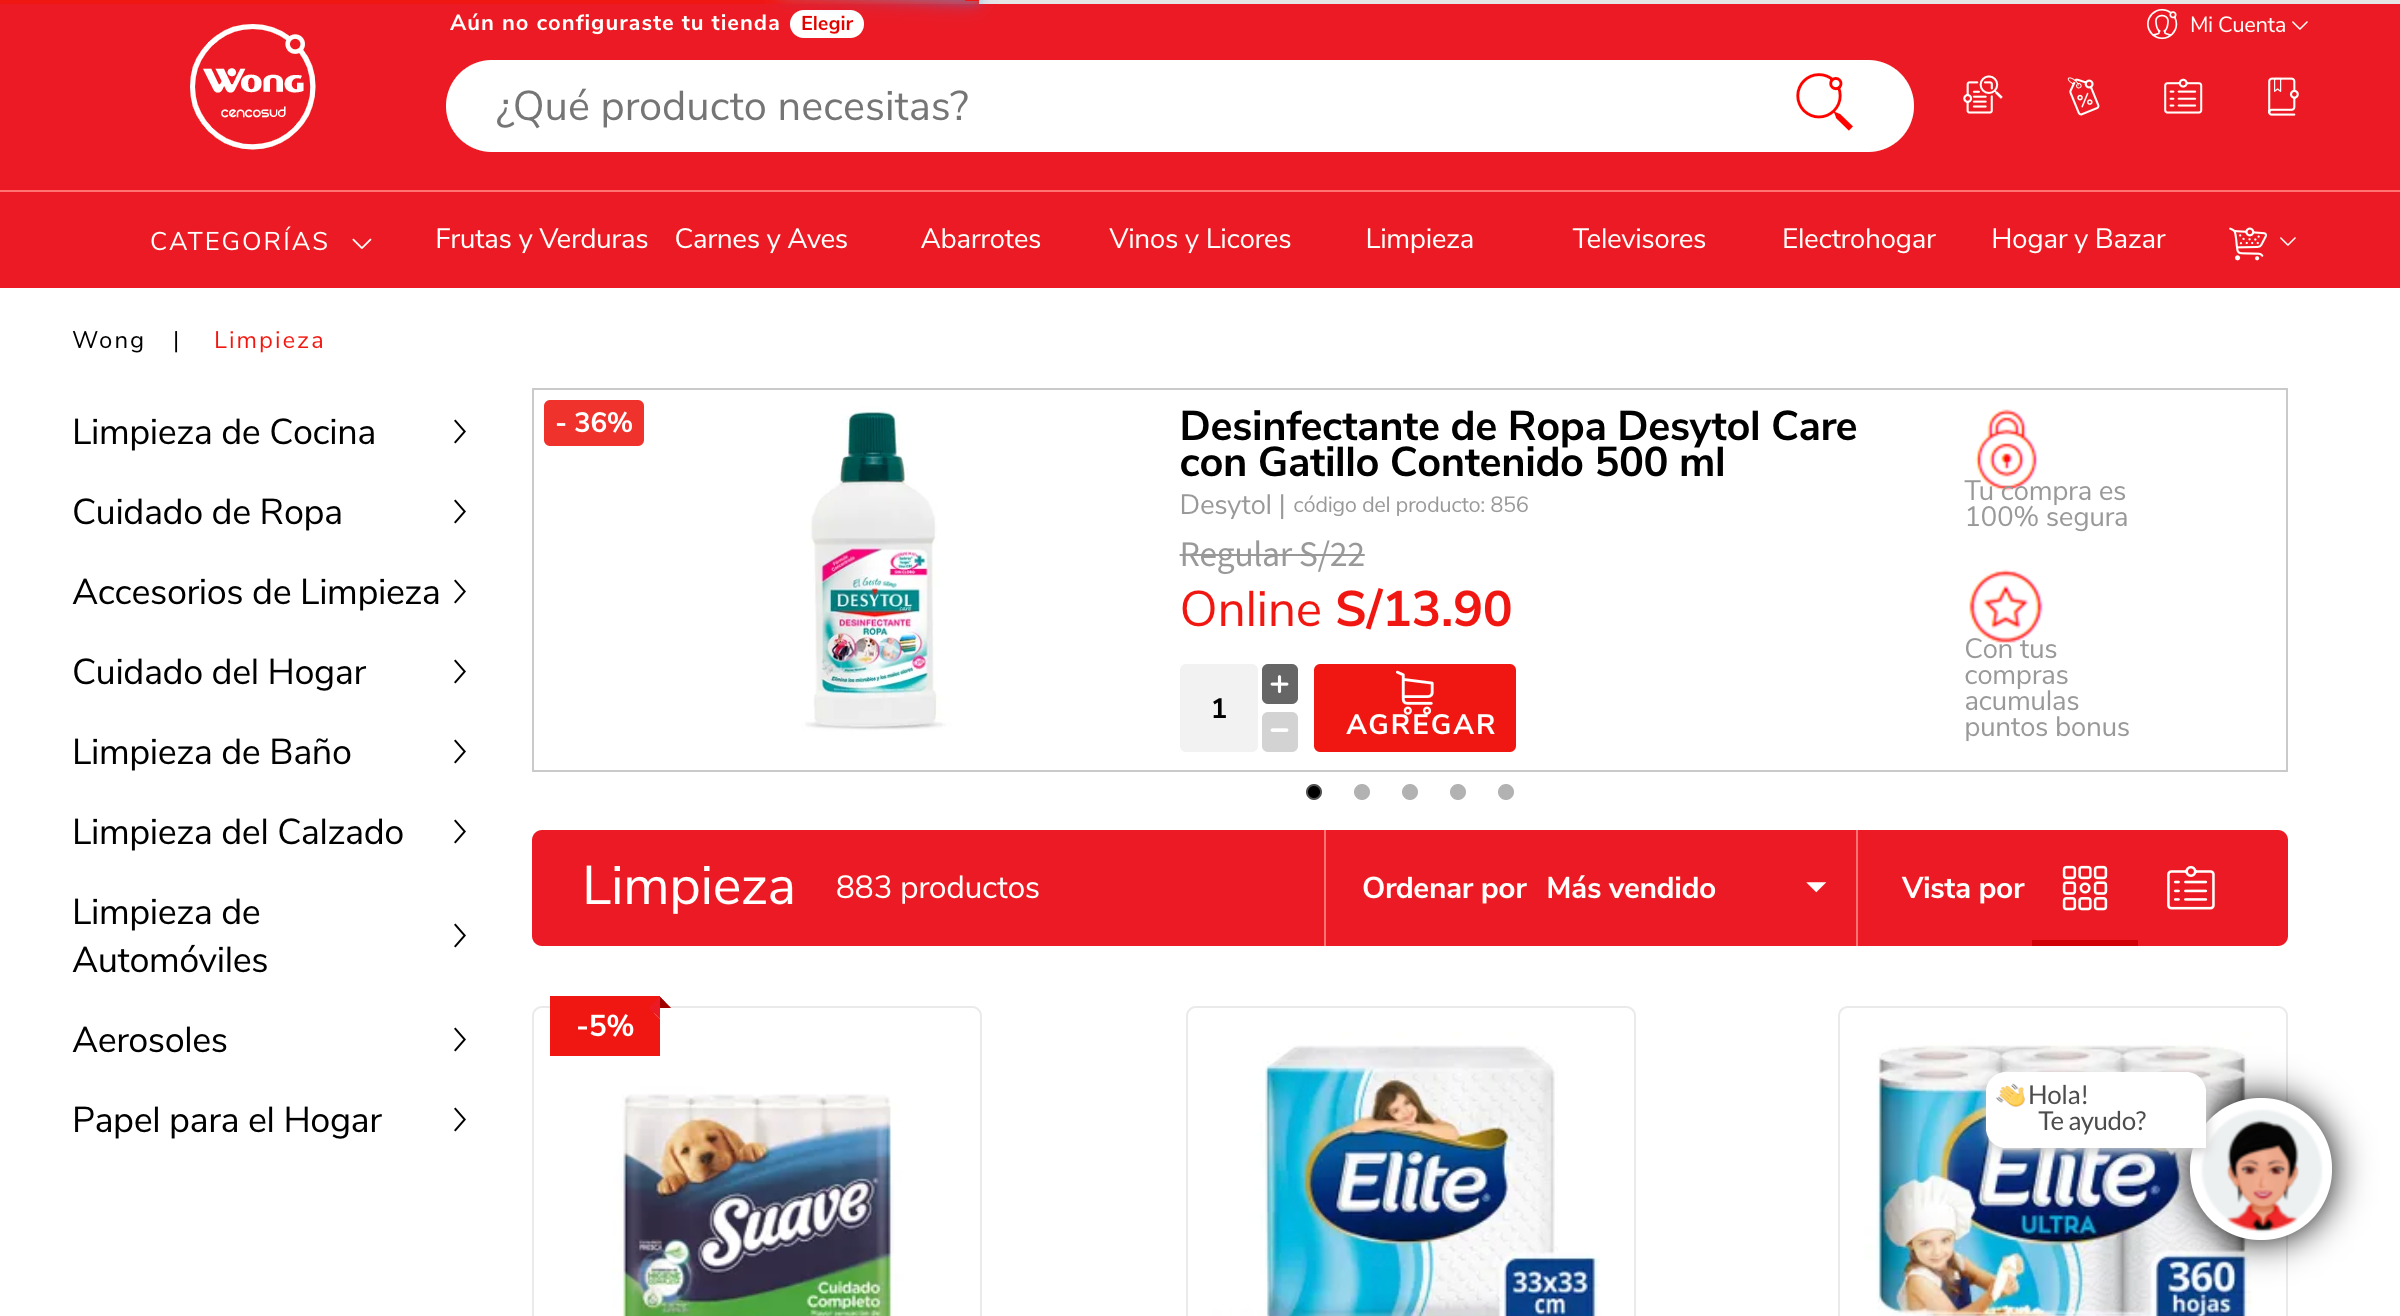 Aún no configuraste tu tienda Elegir
Mi Cuenta
Wong
cencosud
¿Qué producto necesitas?
CATEGORÍAS
Frutas y Verduras
Carnes y Aves
Abarrotes
Vinos y Licores
Limpieza
Televisores
Electrohogar
Hogar y Bazar
Wong | Limpieza
Limpieza de Cocina
Cuidado de Ropa
Accesorios de Limpieza
Cuidado del Hogar
Limpieza de Baño
Limpieza del Calzado
Limpieza de
Automóviles
Aerosoles
Papel para el Hogar
- 36%
El Gesto sano
DESYTOL
care
DESINFECTANTE
ROPA
Desinfectante de Ropa Desytol Care
con Gatillo Contenido 500 ml
Desytol | código del producto: 856
Regular S/22
Online S/13.90
1
+
−
AGREGAR
Tu compra es
100% segura
Con tus
compras
acumulas
puntos bonus
Limpieza 883 productos
Ordenar por Más vendido
Vista por
-5%
Suave
HIGIENE
Cuidado
Completo
Elite
33x33
cm
Elite
ULTRA
360
hojas
Hola!
Te ayudo?